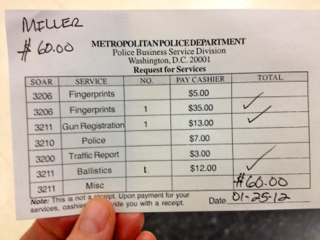 MILLER
$60.00
METROPOLITAN POLICE DEPARTMENT
Police Business Service Division
Washington, D.C. 20001
Request for Services
SOAR SERVICE NO. PAY CASHIER TOTAL
3206 Fingerprints $5.00
3206 Fingerprints 1 $35.00 ✓
3211 Gun Registration 1 $13.00 ✓
3210 Police $7.00
3200 Traffic Report $3.00
3211 Ballistics 1 $12.00 ✓
3211 Misc $60.00
Note: This is not a receipt. Upon payment for your
services, cashier you with a receipt. Date 01-25-12